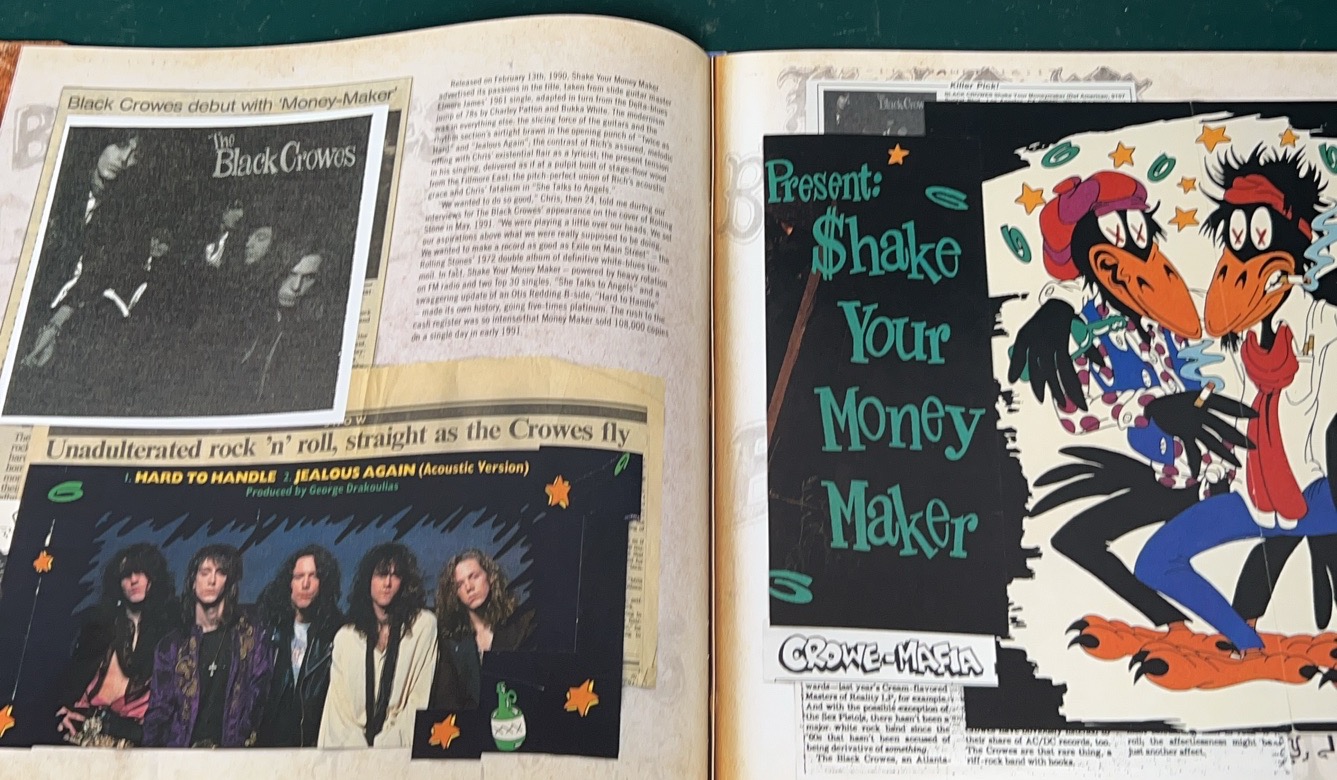 Black Crowes debut with 'Money-Maker'
The
Black Crowes
Released on February 13th, 1990, Shake Your Money Maker
advertised its passions in the title, taken from slide guitar master
Elmore James' 1961 single, adapted in turn from the Delta-blues
jump of 78s by Charley Patton and Bukka White. The modernism
was in everything else: the slicing force of the guitars and the
rhythm section's airtight brawn in the opening punch of "Twice as
Hard" and "Jealous Again"; the contrast of Rich's assured, melodic
riffing with Chris' existential flair as a lyricist; the present tension
in his singing, delivered as if at a pulpit built of stage-floor wood
from the Fillmore East; the pitch-perfect union of Rich's acoustic
grace and Chris' fatalism in "She Talks to Angels."
"We wanted to do so good," Chris, then 24, told me during our
interviews for The Black Crowes' appearance on the cover of Rolling
Stone in May, 1991. "We were playing a little over our heads. We set
our aspirations above what we were really supposed to be doing.
We wanted to make a record as good as Exile on Main Street" – the
Rolling Stones' 1972 double album of definitive white-blues tur-
moil. In fact, Shake Your Money Maker – powered by heavy rotation
on FM radio and two Top 30 singles, "She Talks to Angels" and a
swaggering update of an Otis Redding B-side, "Hard to Handle"
made its own history, going five-times platinum. The rush to the
cash register was so intense that Money Maker sold 108,000 copies
on a single day in early 1991.
Unadulterated rock 'n' roll, straight as the Crowes fly
1. HARD TO HANDLE 2. JEALOUS AGAIN (Acoustic Version)
Produced by George Drakoulias
Killer Pick!
Present:
$hake
Your
Money
Maker
CROWE-MAFIA
wards—last year's Cream-flavored
Masters of Reality LP, for example.
And with the possible exception of
the Sex Pistols, there hasn't been a
major white rock band since the
'60s that hasn't been accused of
being derivative of something.
The Black Crowes, an Atlanta-
their share of AC/DC records, too.
The Crowes are that rare thing, a
riff-rock band with hooks.
roll; the affectlessness might be
just another affect.